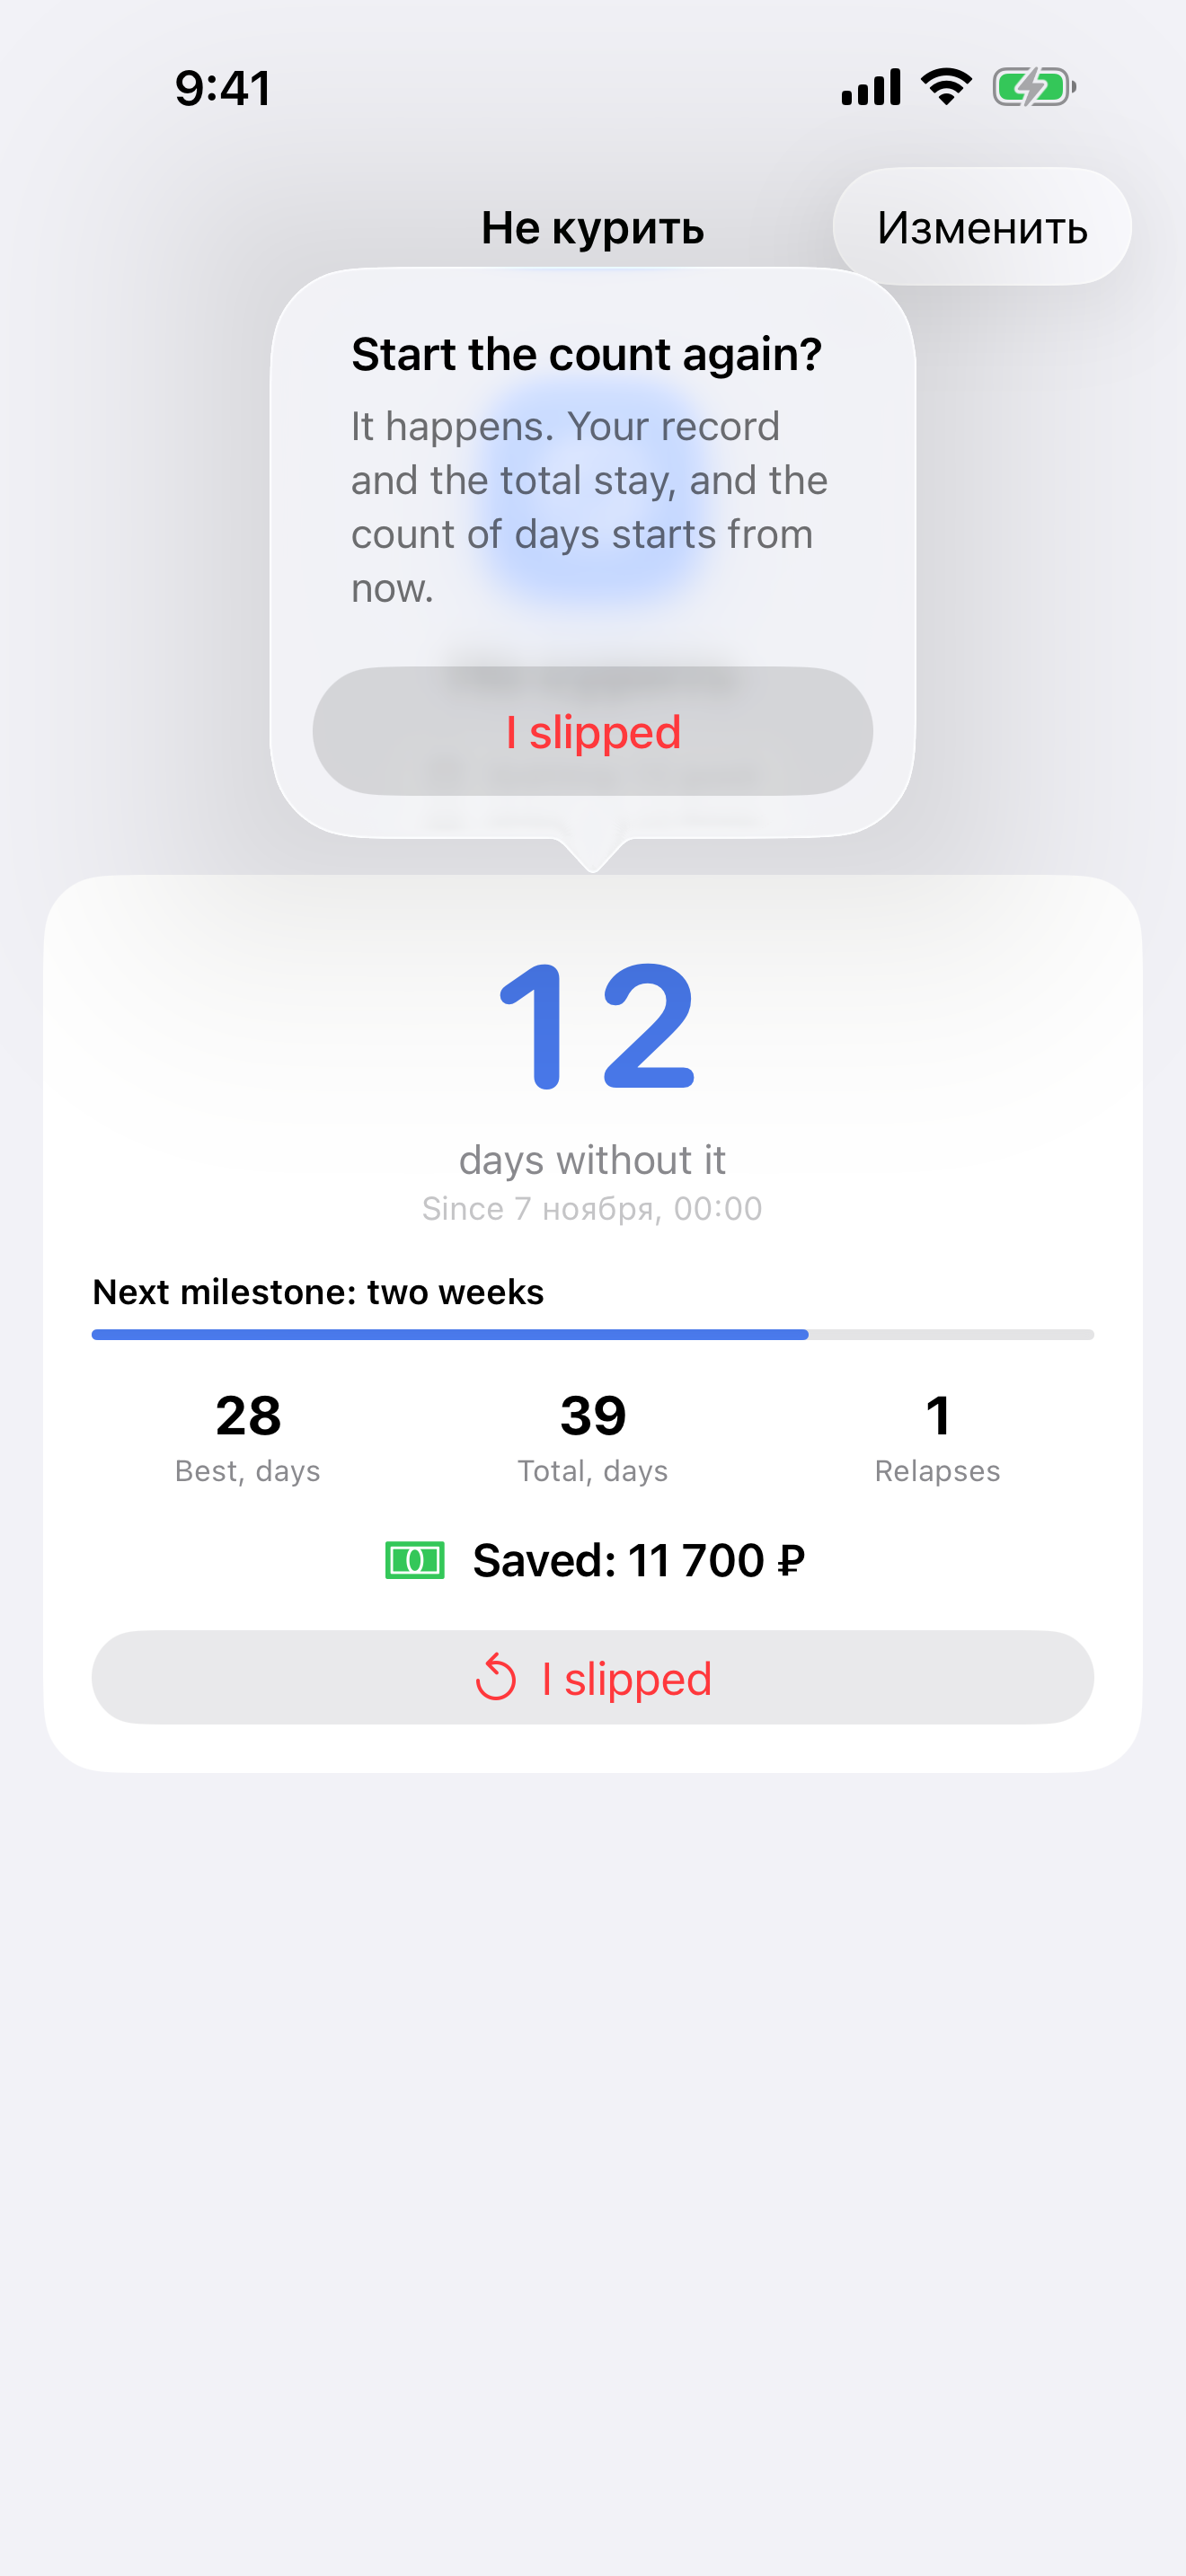 9:41
Не курить
Изменить
Start the count again?
It happens. Your record
and the total stay, and the
count of days starts from
now.
I slipped
12
days without it
Since 7 ноября, 00:00
Next milestone: two weeks
28
39
1
Best, days
Total, days
Relapses
Saved: 11 700 ₽
I slipped